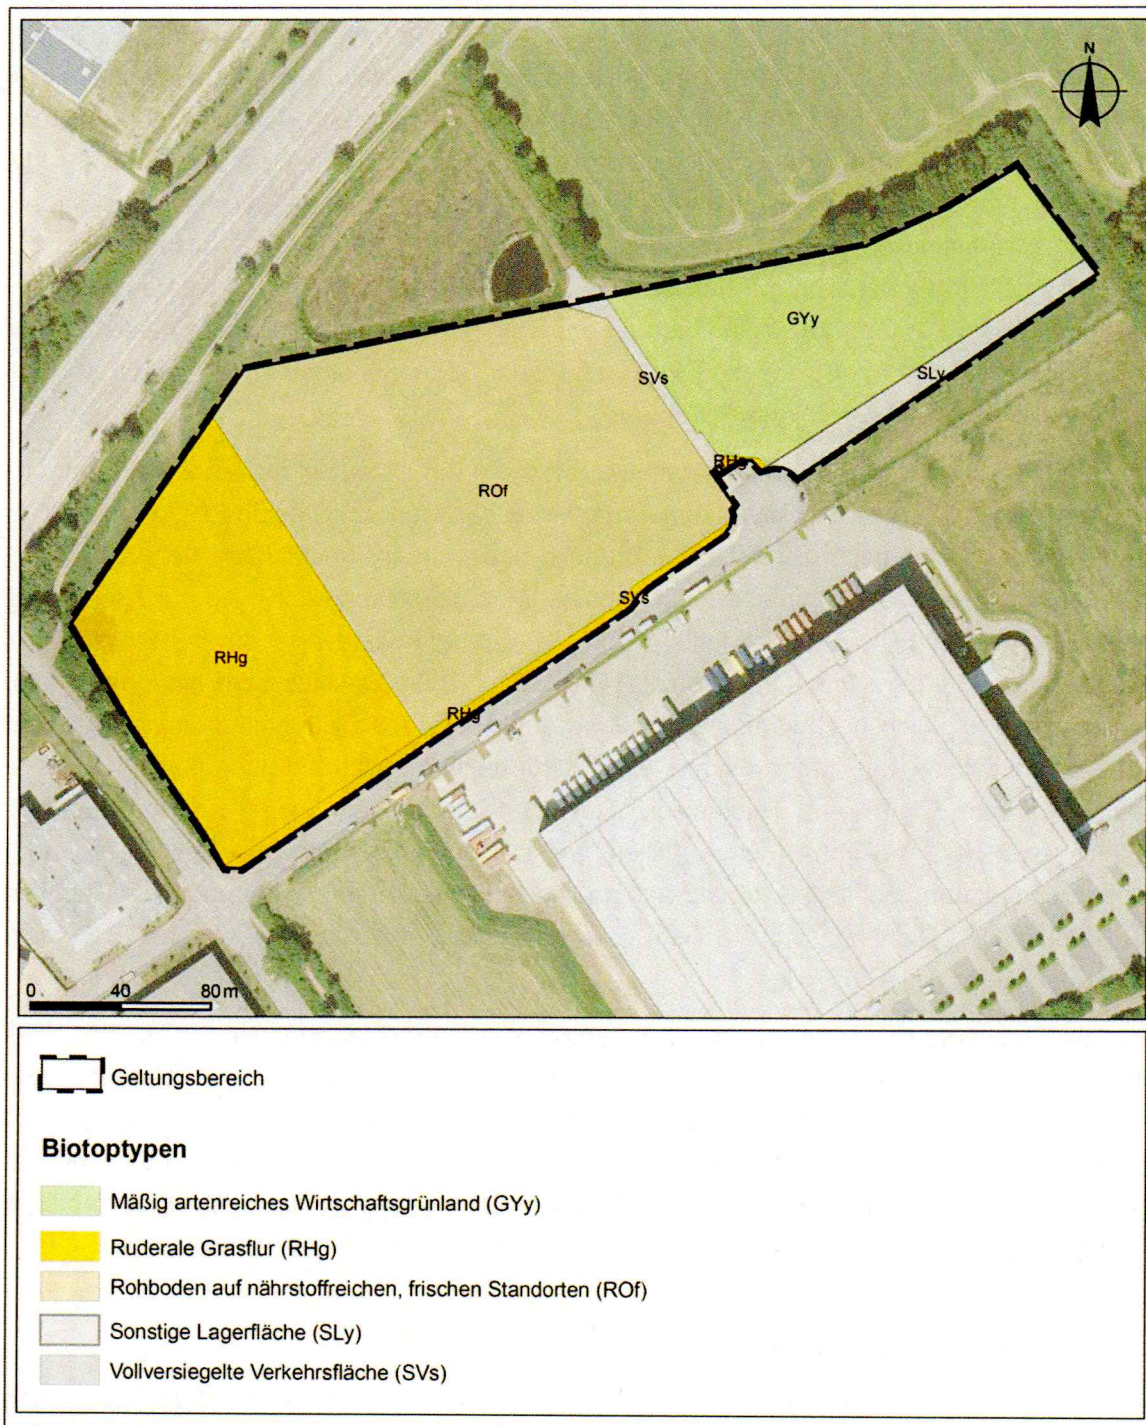 N
GYy
SVs
SLy
RHg
ROf
SVs
RHg
RHg
0 40 80 m
Geltungsbereich
Biotoptypen
Mäßig artenreiches Wirtschaftsgrünland (GYy)
Ruderale Grasflur (RHg)
Rohboden auf nährstoffreichen, frischen Standorten (ROf)
Sonstige Lagerfläche (SLy)
Vollversiegelte Verkehrsfläche (SVs)